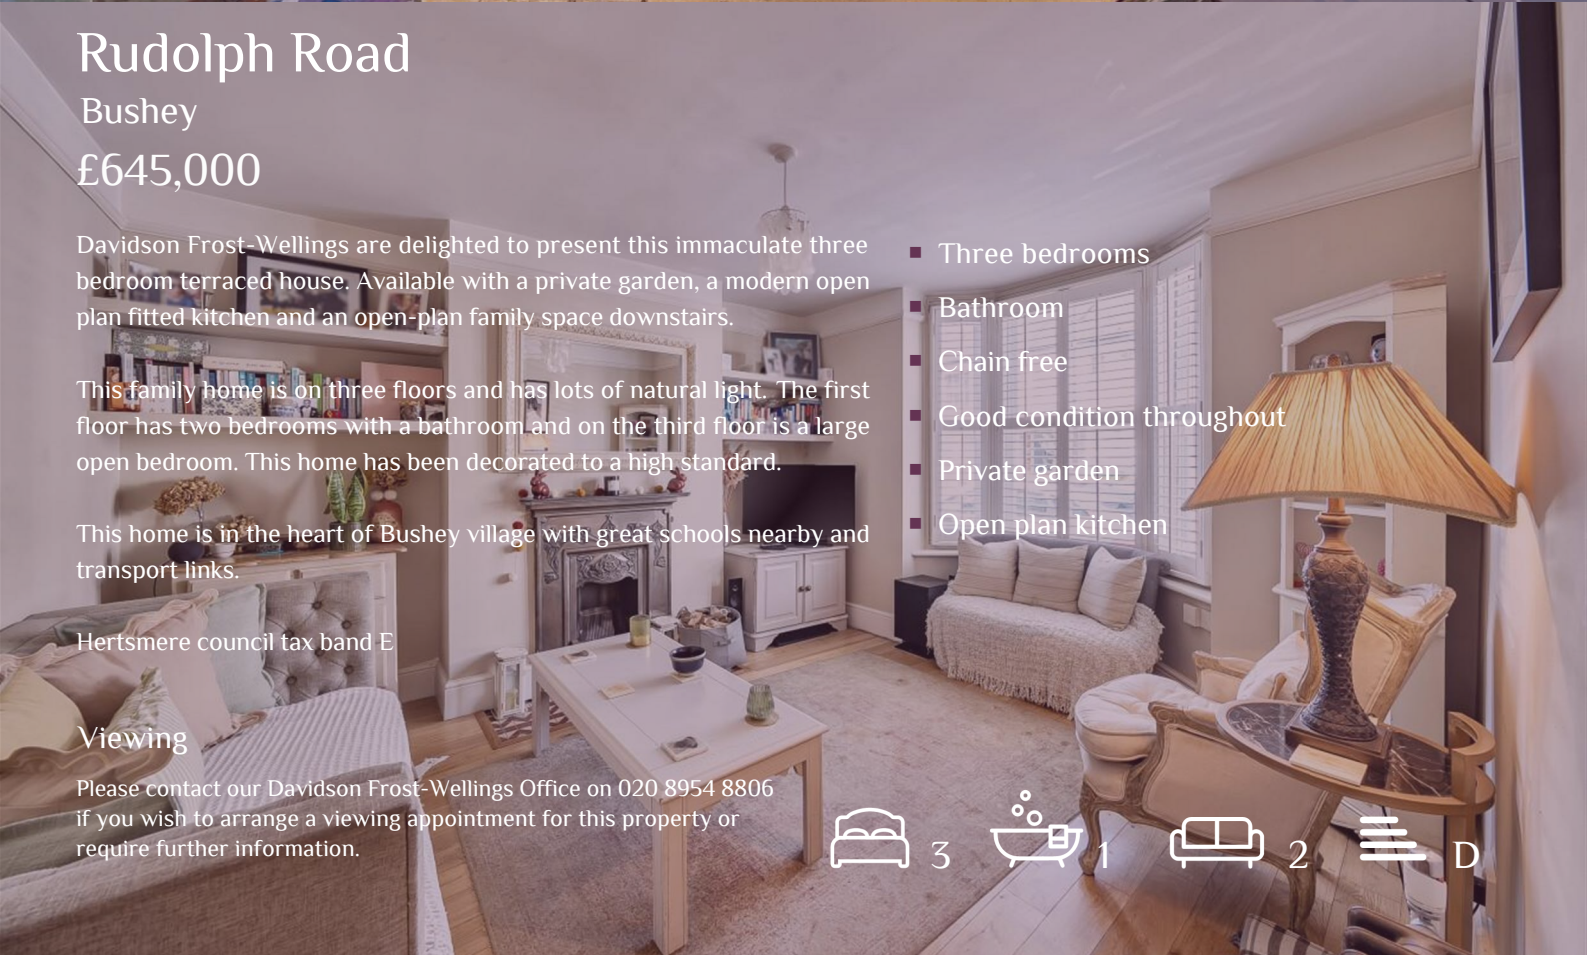 Rudolph Road
Bushey
£645,000
Davidson Frost-Wellings are delighted to present this immaculate three
bedroom terraced house. Available with a private garden, a modern open
plan fitted kitchen and an open-plan family space downstairs.
This family home is on three floors and has lots of natural light. The first
floor has two bedrooms with a bathroom and on the third floor is a large
open bedroom. This home has been decorated to a high standard.
This home is in the heart of Bushey village with great schools nearby and
transport links.
Hertsmere council tax band E
Viewing
Please contact our Davidson Frost-Wellings Office on 020 8954 8806
if you wish to arrange a viewing appointment for this property or
require further information.
Three bedrooms
Bathroom
Chain free
Good condition throughout
Private garden
Open plan kitchen
3 1 2 D